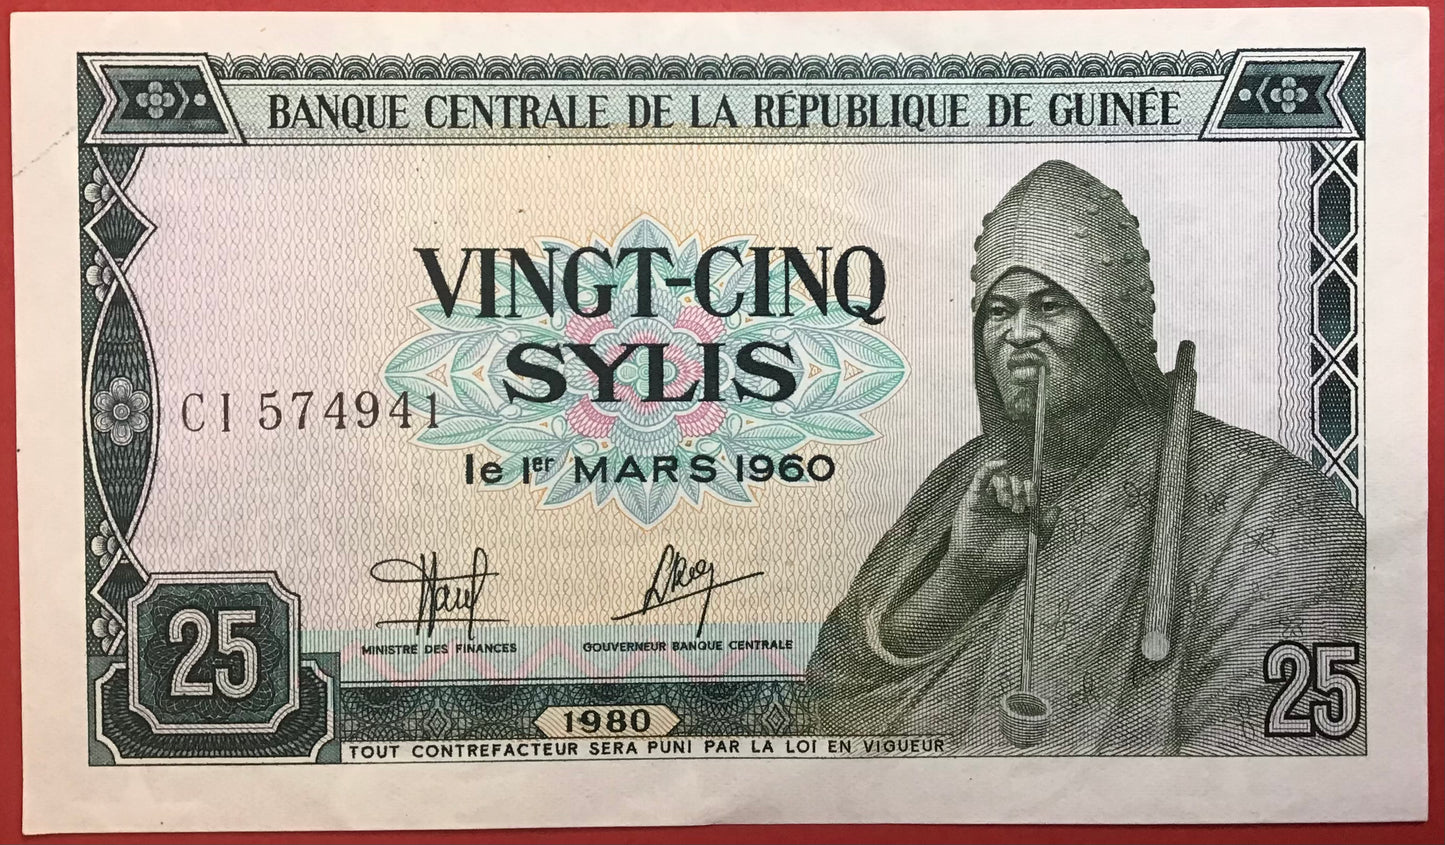 BANQUE CENTRALE DE LA RÉPUBLIQUE DE GUINÉE
VINGT-CINQ
SYLIS
CI 574941
le 1er MARS 1960
MINISTRE DES FINANCES
GOUVERNEUR BANQUE CENTRALE
25
25
1980
TOUT CONTREFACTEUR SERA PUNI PAR LA LOI EN VIGUEUR